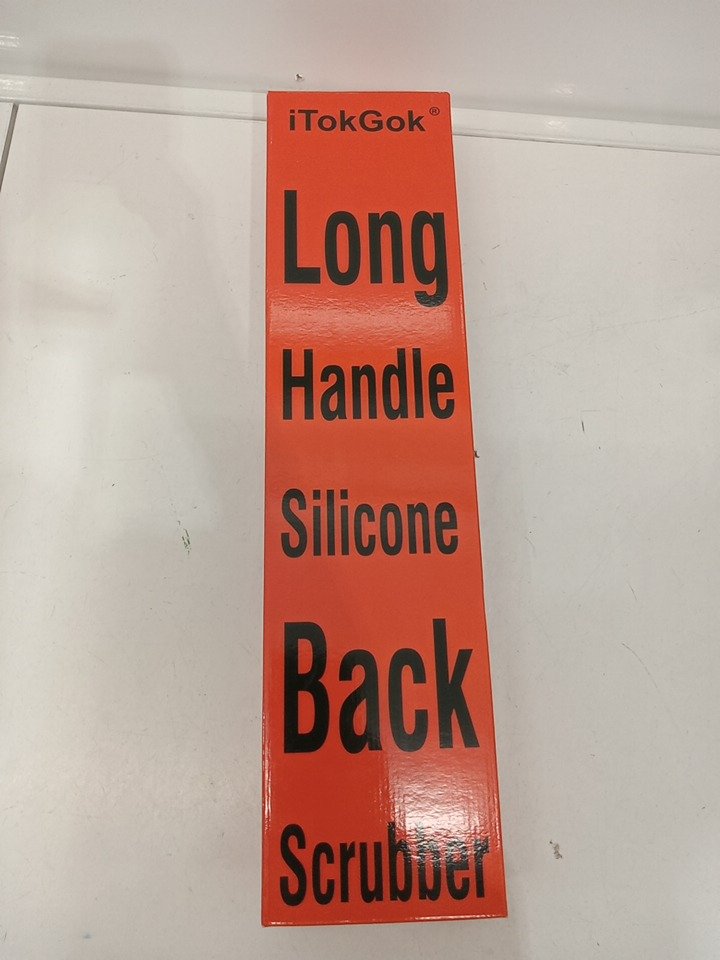 iTokGok®
Long
Handle
Silicone
Back
Scrubber